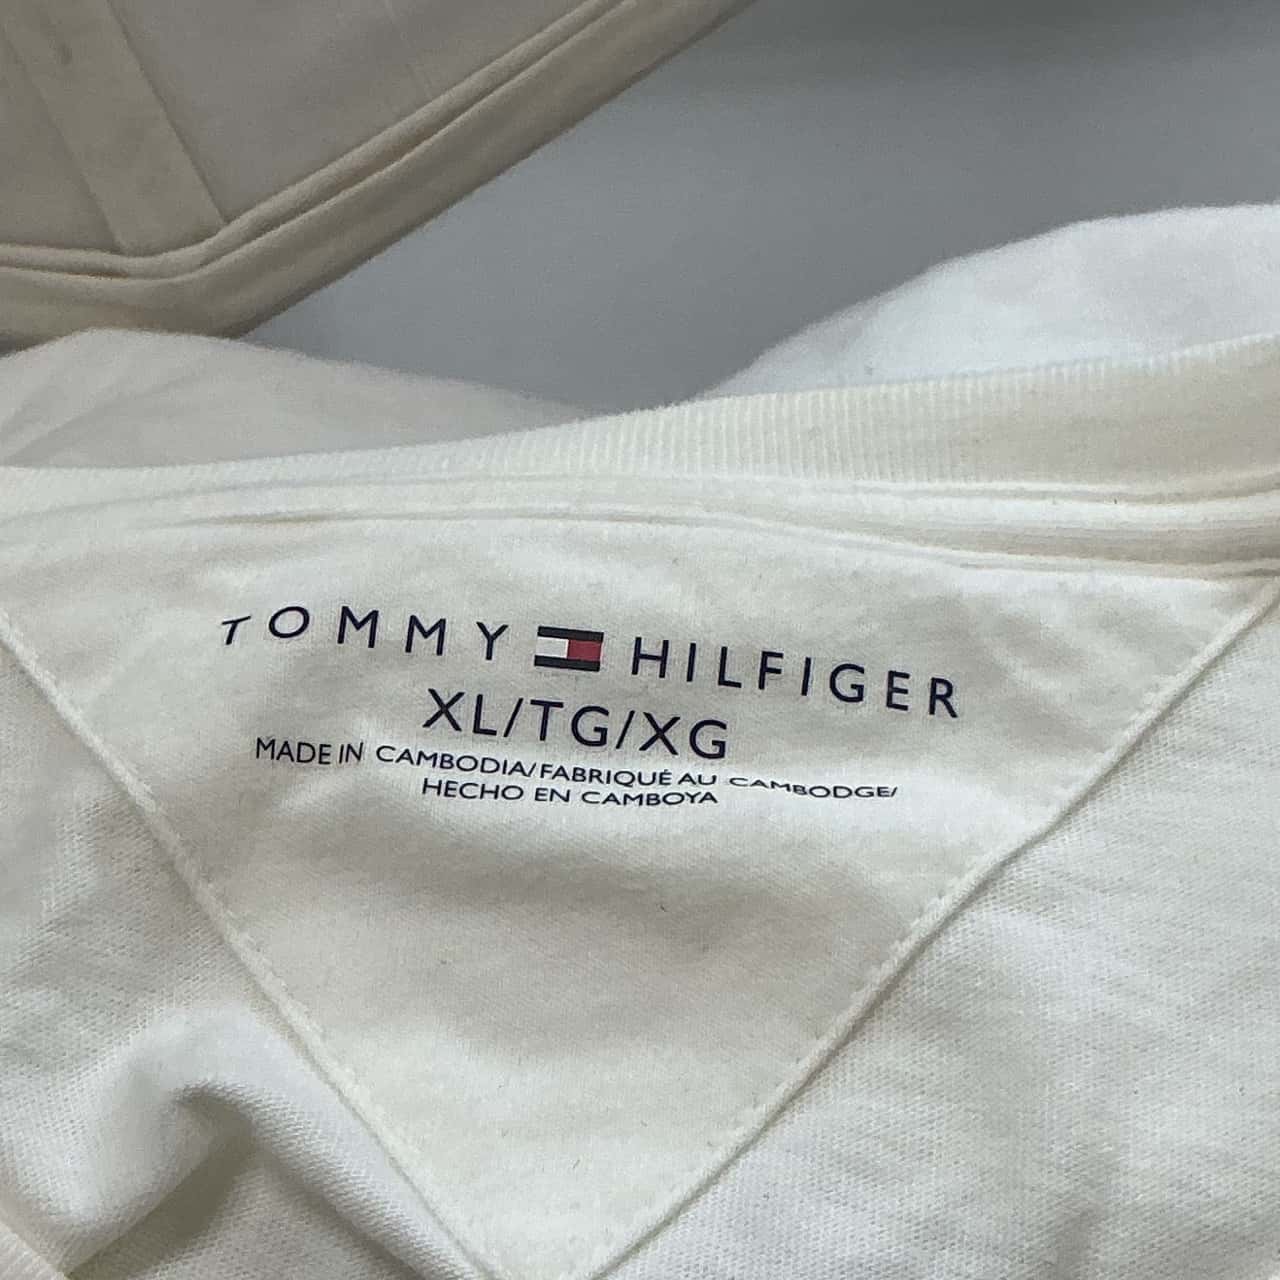 TOMMY HILFIGER
XL/TG/XG
MADE IN CAMBODIA/FABRIQUÉ AU CAMBODGE/
HECHO EN CAMBOYA